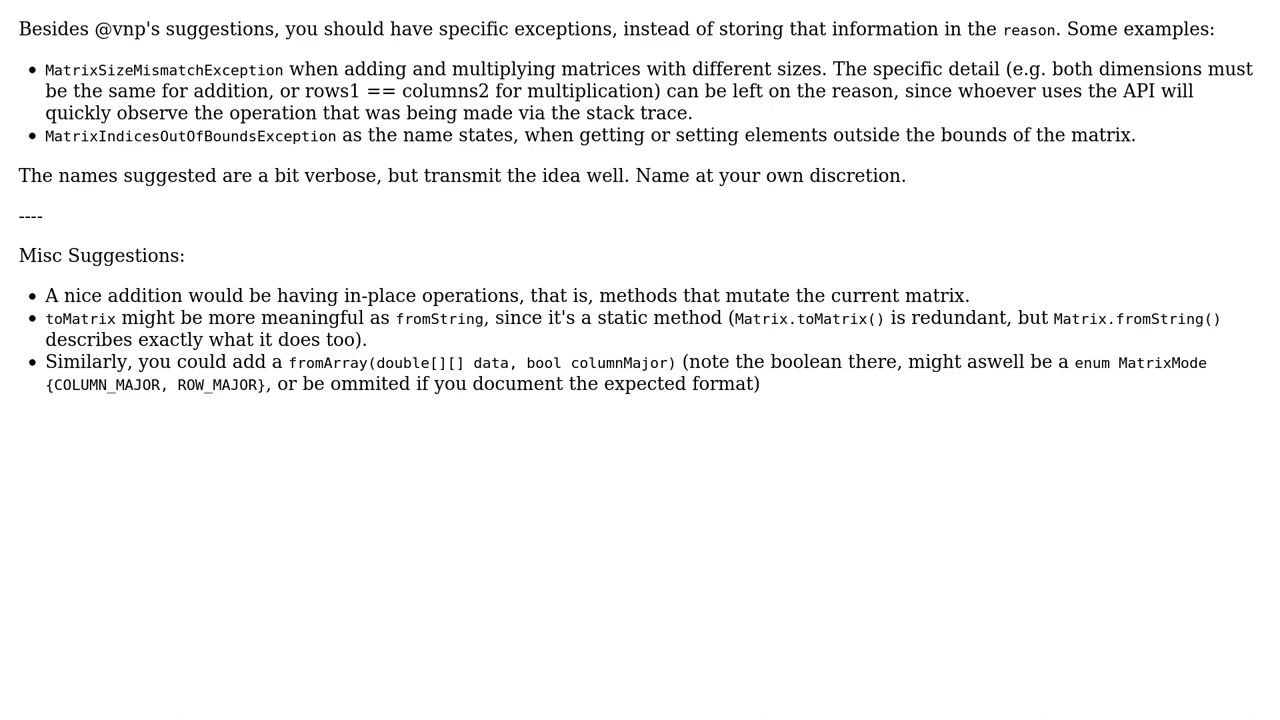 Besides @vnp's suggestions, you should have specific exceptions, instead of storing that information in the reason. Some examples:
• MatrixSizeMismatchException when adding and multiplying matrices with different sizes. The specific detail (e.g. both dimensions must
be the same for addition, or rows1 == columns2 for multiplication) can be left on the reason, since whoever uses the API will
quickly observe the operation that was being made via the stack trace.
• MatrixIndicesOutOfBoundsException as the name states, when getting or setting elements outside the bounds of the matrix.
The names suggested are a bit verbose, but transmit the idea well. Name at your own discretion.
----
Misc Suggestions:
• A nice addition would be having in-place operations, that is, methods that mutate the current matrix.
• toMatrix might be more meaningful as fromString, since it's a static method (Matrix.toMatrix() is redundant, but Matrix.fromString()
describes exactly what it does too).
• Similarly, you could add a fromArray(double[][] data, bool columnMajor) (note the boolean there, might aswell be a enum MatrixMode
{COLUMN_MAJOR, ROW_MAJOR}, or be ommited if you document the expected format)